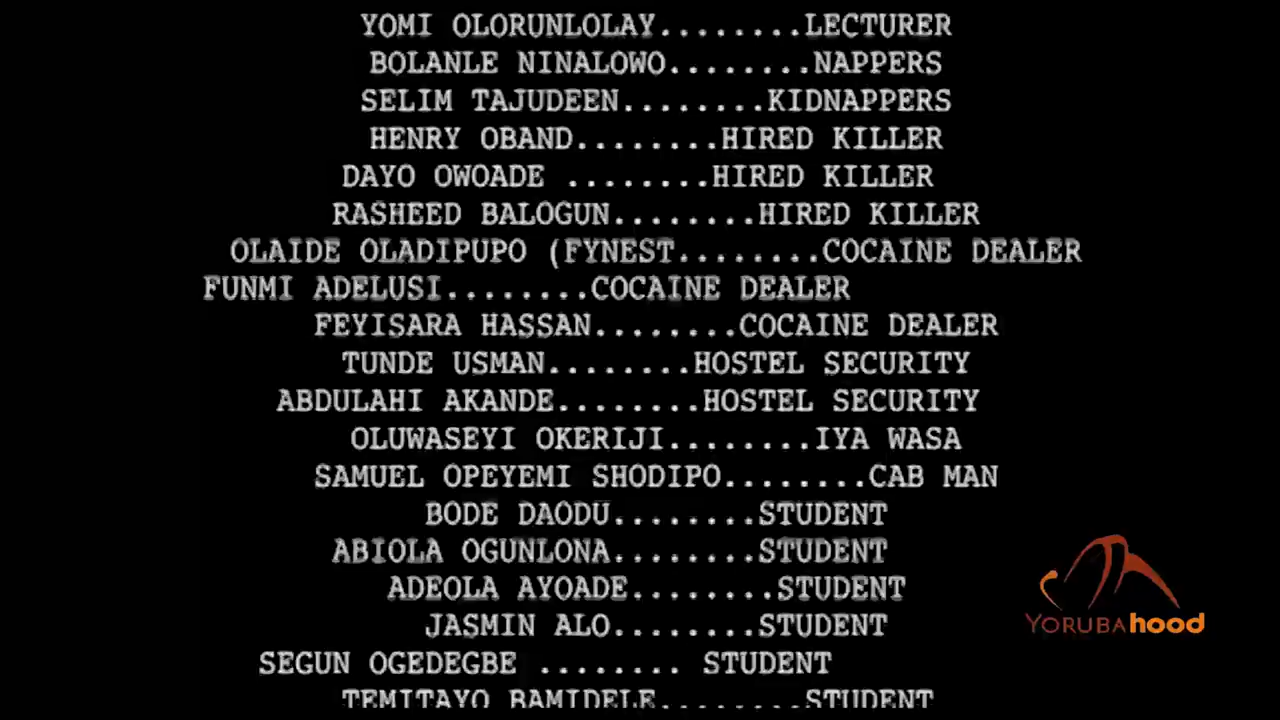 YOMI OLORUNLOLAY........LECTURER
BOLANLE NINALOWO........NAPPERS
SELIM TAJUDEEN........KIDNAPPERS
HENRY OBAND........HIRED KILLER
DAYO OWOADE ........HIRED KILLER
RASHEED BALOGUN........HIRED KILLER
OLAIDE OLADIPUPO (FYNEST........COCAINE DEALER
FUNMI ADELUSI........COCAINE DEALER
FEYISARA HASSAN........COCAINE DEALER
TUNDE USMAN........HOSTEL SECURITY
ABDULAHI AKANDE........HOSTEL SECURITY
OLUWASEYI OKERIJI........IYA WASA
SAMUEL OPEYEMI SHODIPO........CAB MAN
BODE DAODU........STUDENT
ABIOLA OGUNLONA........STUDENT
ADEOLA AYOADE........STUDENT
JASMIN ALO........STUDENT
SEGUN OGEDEGBE ........ STUDENT
TEMITAYO BAMIDELE........STUDENT
YORUBAhood